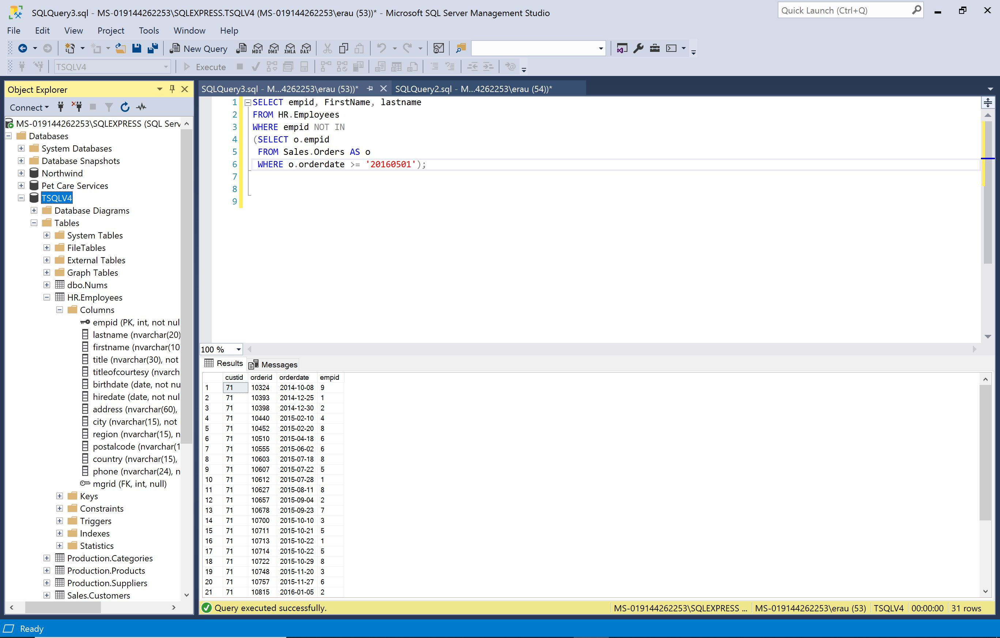 SQLQuery3.sql - MS-019144262253\SQLEXPRESS.TSQLV4 (MS-019144262253\erau (53))* - Microsoft SQL Server Management Studio
Quick Launch (Ctrl+Q)
File Edit View Project Tools Window Help
New Query MDX DMX XMLA DAX
TSQLV4 Execute
Object Explorer
Connect
MS-019144262253\SQLEXPRESS (SQL Serv
Databases
System Databases
Database Snapshots
Northwind
Pet Care Services
TSQLV4
Database Diagrams
Tables
System Tables
FileTables
External Tables
Graph Tables
dbo.Nums
HR.Employees
Columns
empid (PK, int, not nul
lastname (nvarchar(20)
firstname (nvarchar(10
title (nvarchar(30), not
titleofcourtesy (nvarch
birthdate (date, not nu
hiredate (date, not nul
address (nvarchar(60),
city (nvarchar(15), not
region (nvarchar(15), n
postalcode (nvarchar(1
country (nvarchar(15),
phone (nvarchar(24), n
mgrid (FK, int, null)
Keys
Constraints
Triggers
Indexes
Statistics
Production.Categories
Production.Products
Production.Suppliers
Sales.Customers
SQLQuery3.sql - M...4262253\erau (53))* SQLQuery2.sql - M...4262253\erau (54))*
1 SELECT empid, FirstName, lastname
2 FROM HR.Employees
3 WHERE empid NOT IN
4 (SELECT o.empid
5 FROM Sales.Orders AS o
6 WHERE o.orderdate >= '20160501');
7
8
9
100 %
Results Messages
custid orderid orderdate empid
1 71 10324 2014-10-08 9
2 71 10393 2014-12-25 1
3 71 10398 2014-12-30 2
4 71 10440 2015-02-10 4
5 71 10452 2015-02-20 8
6 71 10510 2015-04-18 6
7 71 10555 2015-06-02 6
8 71 10603 2015-07-18 8
9 71 10607 2015-07-22 5
10 71 10612 2015-07-28 1
11 71 10627 2015-08-11 8
12 71 10657 2015-09-04 2
13 71 10678 2015-09-23 7
14 71 10700 2015-10-10 3
15 71 10711 2015-10-21 5
16 71 10713 2015-10-22 1
17 71 10714 2015-10-22 5
18 71 10722 2015-10-29 8
19 71 10748 2015-11-20 3
20 71 10757 2015-11-27 6
21 71 10815 2016-01-05 2
Query executed successfully. MS-019144262253\SQLEXPRESS ... MS-019144262253\erau (53) TSQLV4 00:00:00 31 rows
Ready